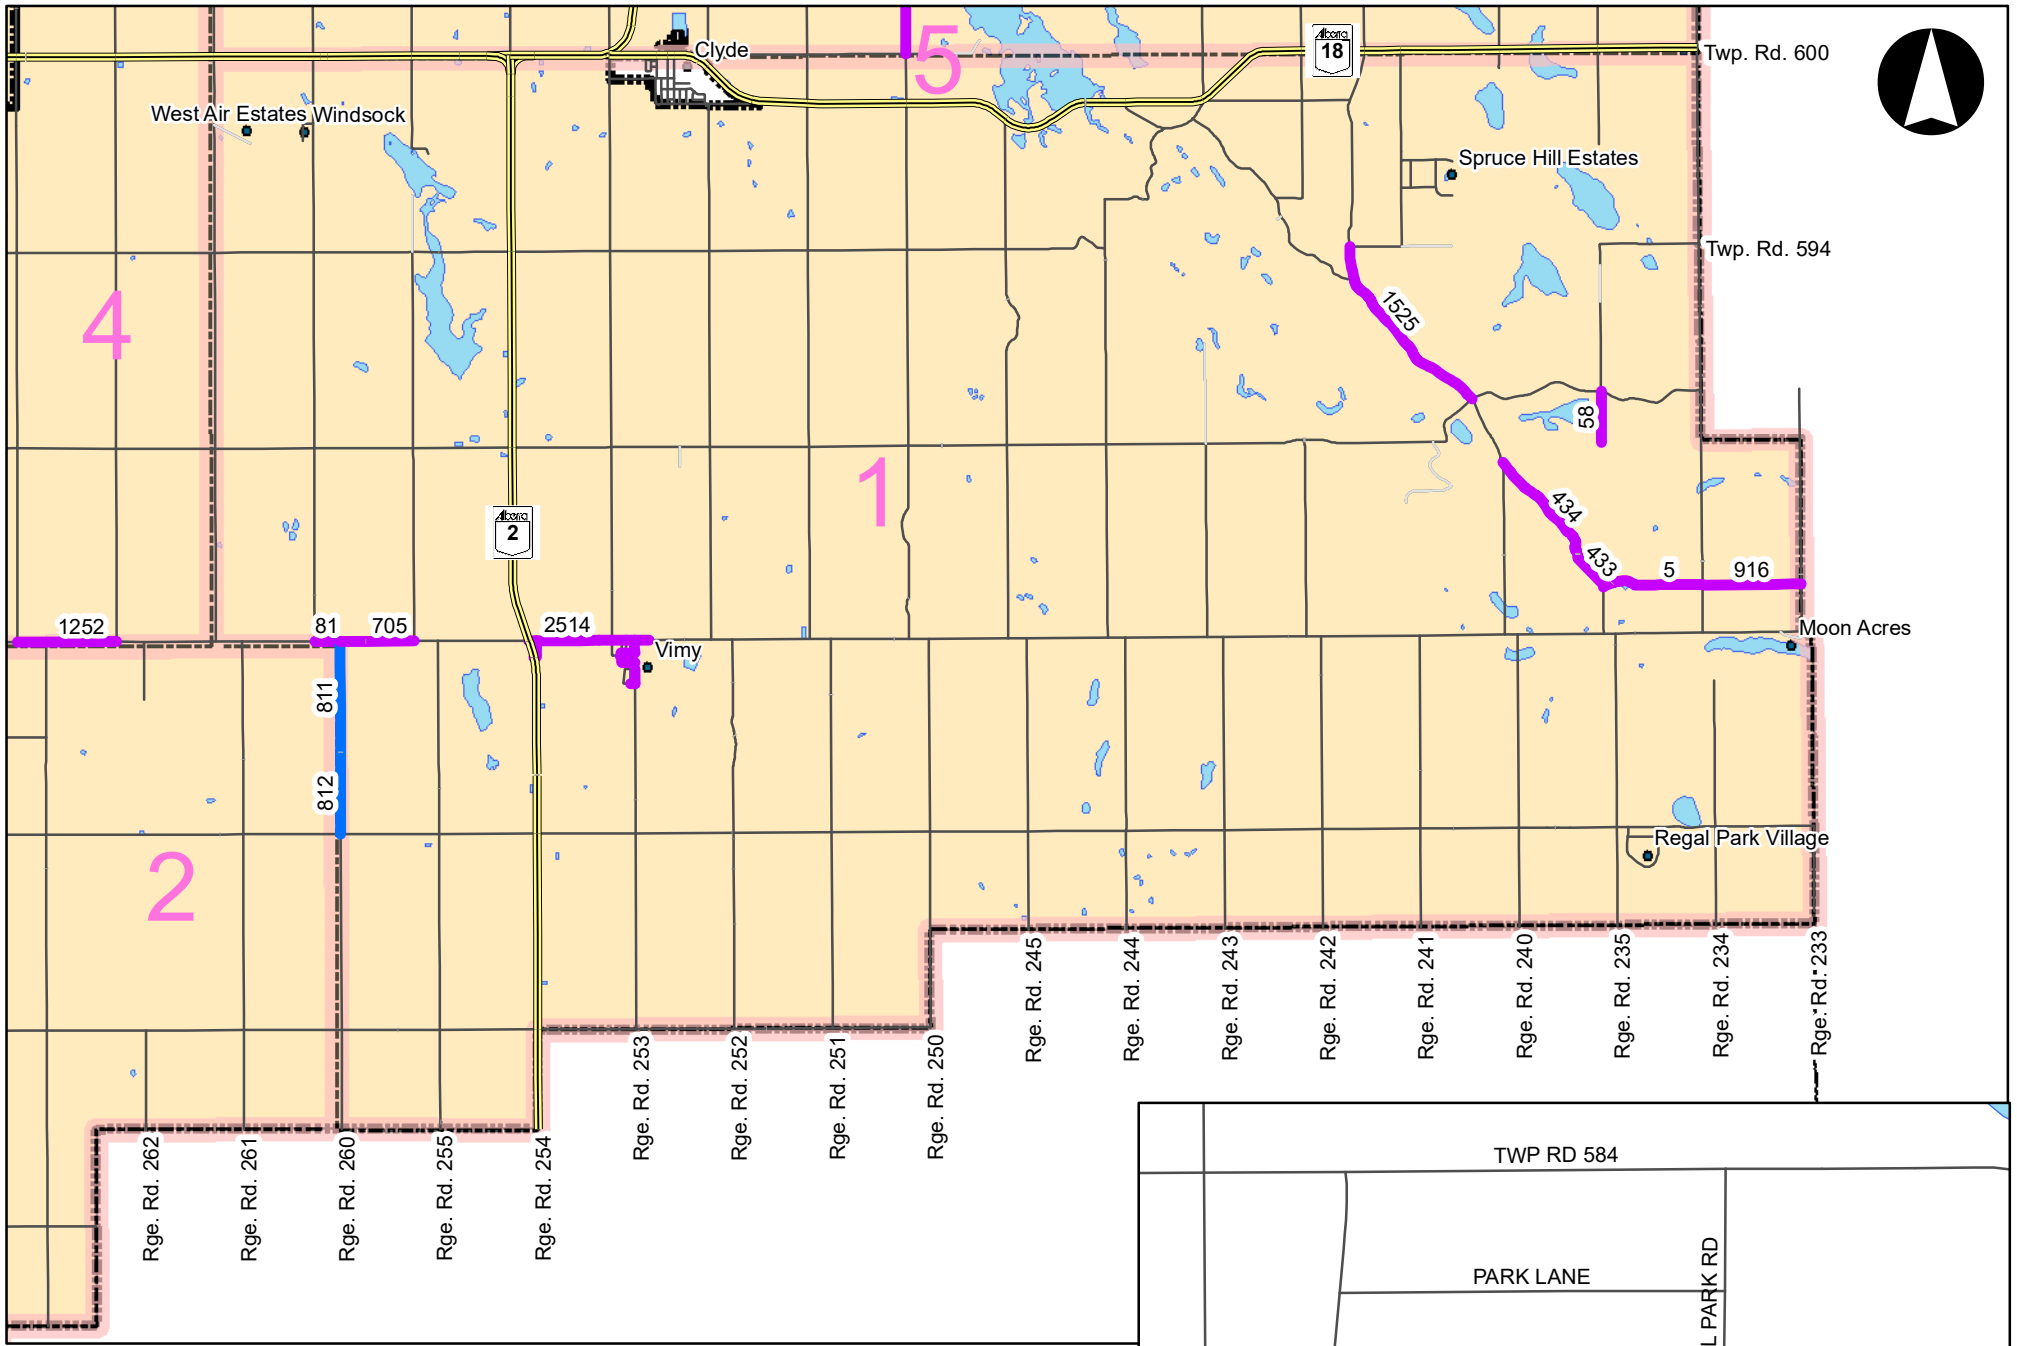 5
Clyde
Alberta
18
Twp. Rd. 600
West Air Estates
Windsock
Spruce Hill Estates
Twp. Rd. 594
4
1525
58
1
Alberta
2
434
433
5
916
1252
81
705
2514
Vimy
Moon Acres
811
812
2
Regal Park Village
Rge. Rd. 262
Rge. Rd. 261
Rge. Rd. 260
Rge. Rd. 255
Rge. Rd. 254
Rge. Rd. 253
Rge. Rd. 252
Rge. Rd. 251
Rge. Rd. 250
Rge. Rd. 245
Rge. Rd. 244
Rge. Rd. 243
Rge. Rd. 242
Rge. Rd. 241
Rge. Rd. 240
Rge. Rd. 235
Rge. Rd. 234
Rge. Rd. 233
TWP RD 584
PARK LANE
L PARK RD